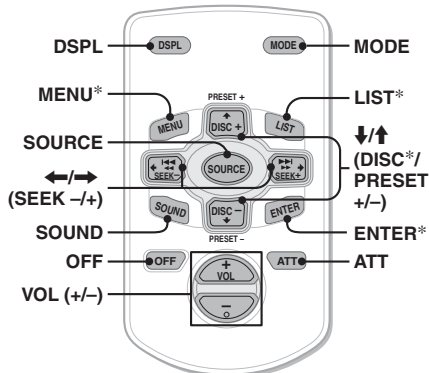 DSPL
DSPL
MODE
MODE
MENU*
PRESET +
LIST*
MENU
DISC +
LIST
SOURCE
SOURCE
↓/↑
(DISC*/
PRESET
+/–)
←/→
(SEEK –/+)
SEEK–
SEEK+
SOUND
SOUND
DISC –
ENTER
ENTER*
PRESET –
OFF
OFF
ATT
ATT
VOL (+/–)
+
VOL
–